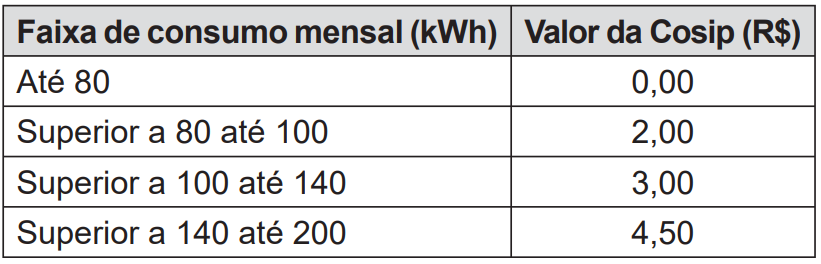 Faixa de consumo mensal (kWh) Valor da Cosip (R$)
Até 80 0,00
Superior a 80 até 100 2,00
Superior a 100 até 140 3,00
Superior a 140 até 200 4,50